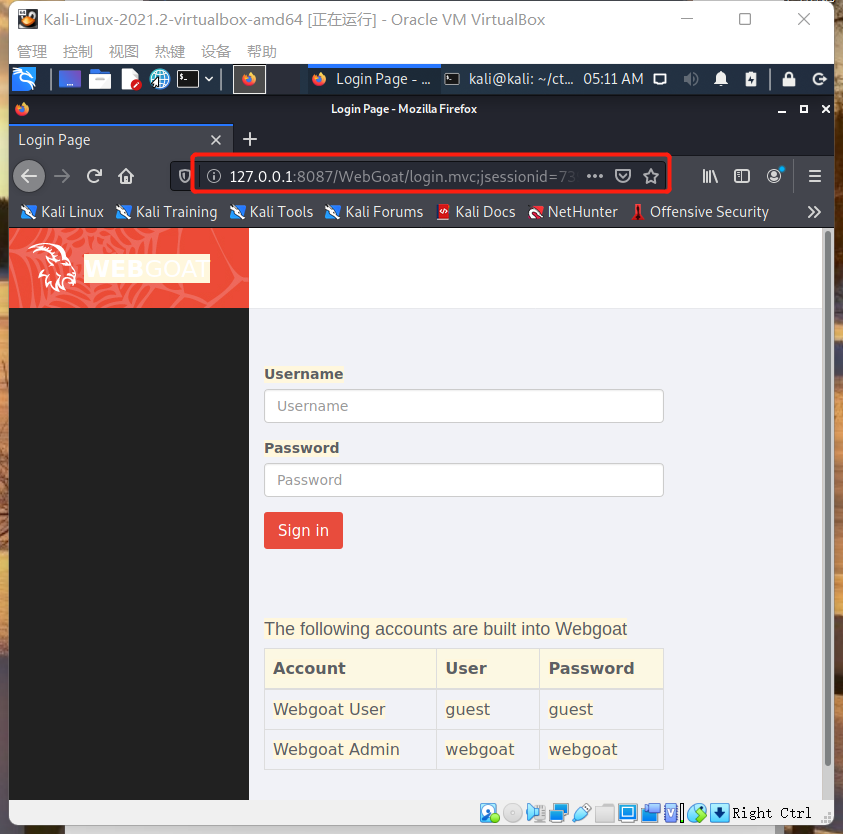 Kali-Linux-2021.2-virtualbox-amd64 [正在运行] - Oracle VM VirtualBox
管理 控制 视图 热键 设备 帮助
Login Page - ... kali@kali: ~/ct... 05:11 AM
Login Page - Mozilla Firefox
Login Page
127.0.0.1:8087/WebGoat/login.mvc;jsessionid=73
Kali Linux Kali Training Kali Tools Kali Forums Kali Docs NetHunter Offensive Security
WEBGOAT
Username
Username
Password
Password
Sign in
The following accounts are built into Webgoat
Account User Password
Webgoat User guest guest
Webgoat Admin webgoat webgoat
Right Ctrl